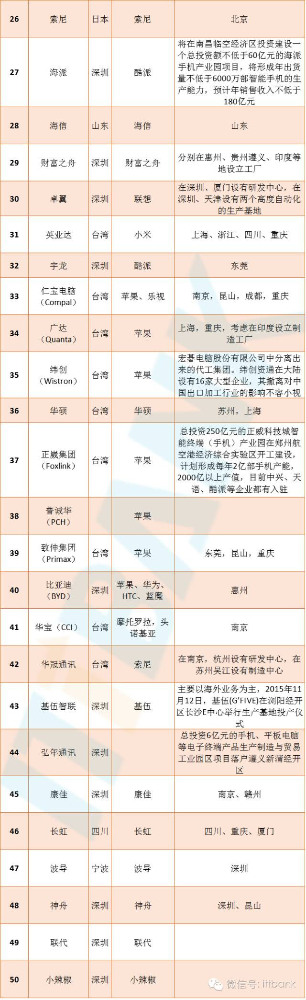 26 索尼 日本 索尼 北京
27 海派 深圳 酷派 将在南昌临空经济区投资建设一
个总投资额不低于60亿元的海派
手机产业园项目，将形成年出货
量不低于6000万部智能手机的生
产能力，预计年销售收入不低于
180亿元
28 海信 山东 海信 山东
29 财富之舟 深圳 财富之舟 分别在惠州、贵州遵义、印度等
地设立工厂
30 卓翼 深圳 联想 在深圳、厦门设有研发中心，在
深圳、天津设有两个高度自动化
的生产基地
31 英业达 台湾 小米 上海、浙江、四川、重庆
32 宇龙 深圳 酷派 东莞
33 仁宝电脑
（Compal） 台湾 苹果、乐视 南京，昆山，成都，重庆
34 广达
（Quanta） 台湾 苹果 上海，重庆，考虑在印度设立制
造工厂
35 纬创
（Wistron） 台湾 苹果 宏碁电脑股份有限公司中分离出
来的代工集团。纬创资通在大陆
设有16家大型企业，其撤离对中
国出口加工行业的影响不容小视
36 华硕 台湾 华硕 苏州，上海
37 正崴集团
（Foxlink） 台湾 苹果 总投资250亿元的正威科技城智
能终端（手机）产业园在郑州航
空港经济综合实验区开工建设，
计划形成每年2亿部手机产能，
2000亿以上产值，目前中兴、天
语、酷派等企业都有入驻
38 普诚华
（PCH） 苹果
39 致伸集团
（Primax） 台湾 苹果 东莞，昆山，重庆
40 比亚迪
（BYD） 深圳 苹果、华为、
HTC、蓝魔 惠州
41 华宝（CCI） 台湾 摩托罗拉，头
诺基亚 南京
42 华冠通讯 台湾 索尼 在南京，杭州设有研发中心，在
苏州吴江设有制造中心
43 基伍智联 深圳 基伍 主要以海外业务为主，2015年11
月12日，基伍(G’FIVE)在浏阳经开
区长沙E中心举行生产基地投产仪
式
44 弘年通讯 深圳 总投资6亿元的手机、平板电脑
等电子终端产品生产制造与贸易
工业园区项目落户遵义新蒲经开
区
45 康佳 深圳 康佳 南京、赣州
46 长虹 四川 长虹 四川、重庆、厦门
47 波导 宁波 波导 深圳
48 神舟 深圳 神舟 深圳、昆山
49 联代 深圳 联代
50 小辣椒 深圳 小辣椒
微信号: ittbank
ITTBANK